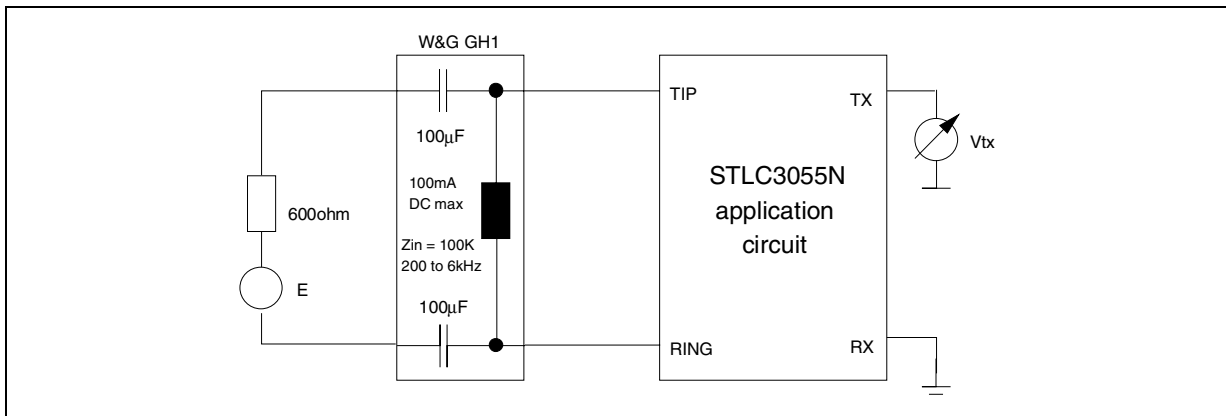 W&G GH1
TIP
TX
100μF
Vtx
100mA
DC max
STLC3055N
application
circuit
600ohm
Zin = 100K
200 to 6kHz
E
100μF
RING
RX